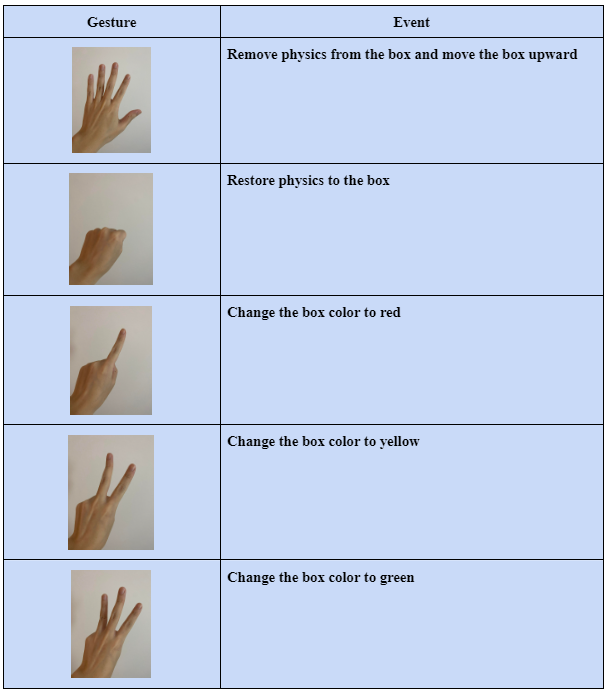 Gesture Event
Remove physics from the box and move the box upward
Restore physics to the box
Change the box color to red
Change the box color to yellow
Change the box color to green